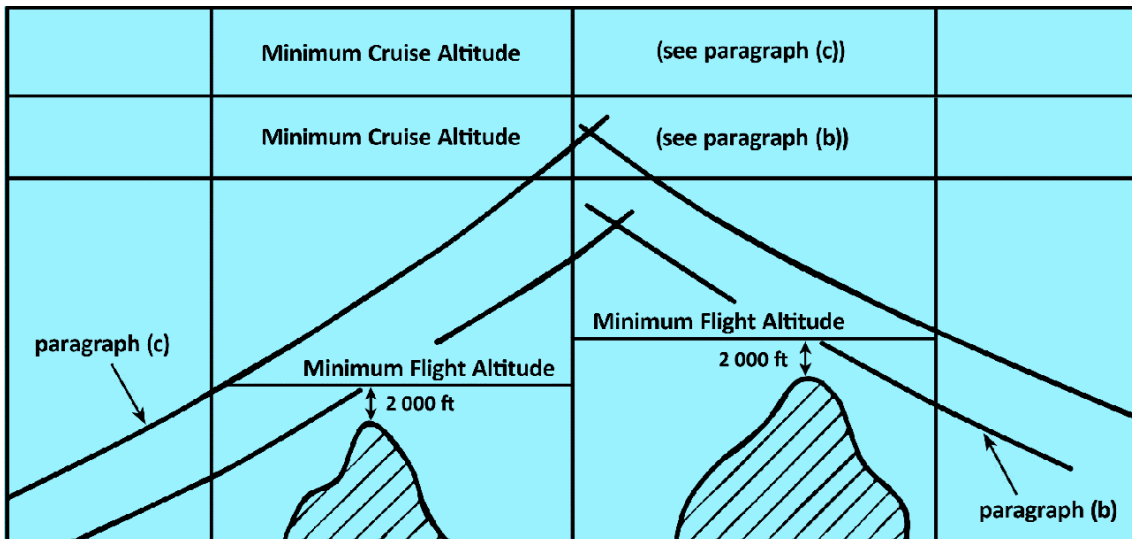 Minimum Cruise Altitude (see paragraph (c))
Minimum Cruise Altitude (see paragraph (b))
Minimum Flight Altitude
2 000 ft
paragraph (c)
Minimum Flight Altitude
2 000 ft
paragraph (b)